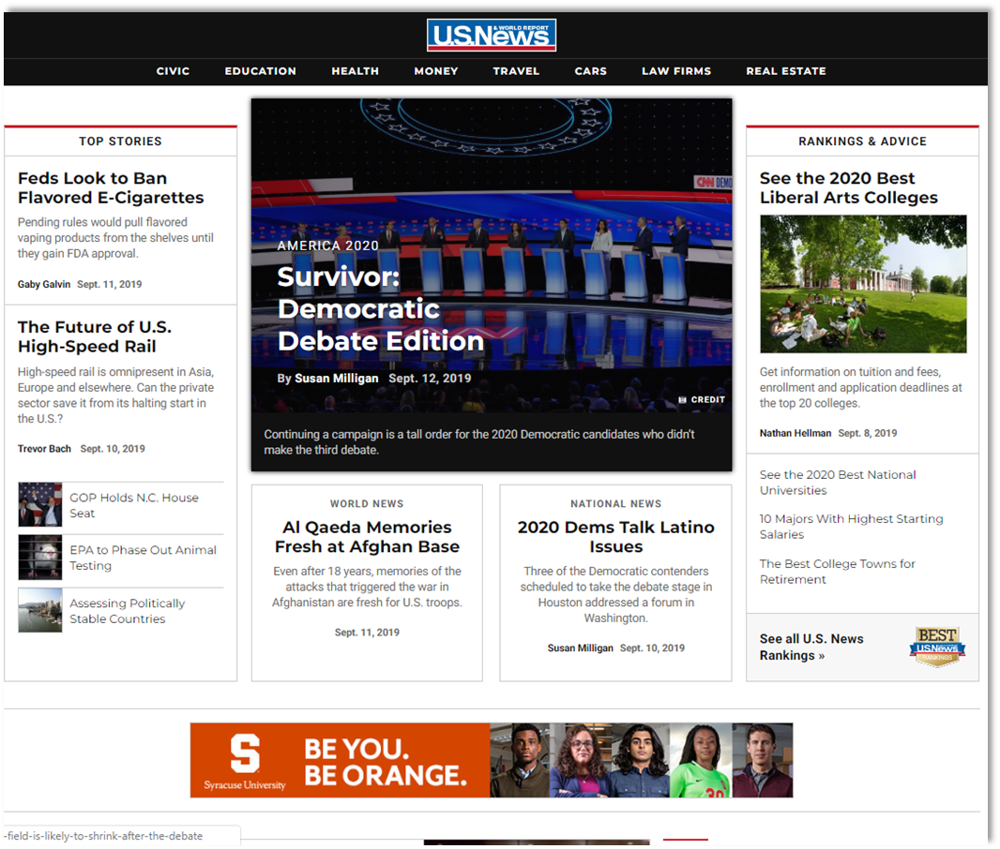 U.S.News
& WORLD REPORT
CIVIC EDUCATION HEALTH MONEY TRAVEL CARS LAW FIRMS REAL ESTATE
TOP STORIES
Feds Look to Ban
Flavored E-Cigarettes
Pending rules would pull flavored
vaping products from the shelves until
they gain FDA approval.
Gaby Galvin Sept. 11, 2019
The Future of U.S.
High-Speed Rail
High-speed rail is omnipresent in Asia,
Europe and elsewhere. Can the private
sector save it from its halting start in
the U.S.?
Trevor Bach Sept. 10, 2019
GOP Holds N.C. House
Seat
EPA to Phase Out Animal
Testing
Assessing Politically
Stable Countries
CNN DEMO
AMERICA 2020
Survivor:
Democratic
Debate Edition
By Susan Milligan Sept. 12, 2019
CREDIT
Continuing a campaign is a tall order for the 2020 Democratic candidates who didn't
make the third debate.
WORLD NEWS
Al Qaeda Memories
Fresh at Afghan Base
Even after 18 years, memories of the
attacks that triggered the war in
Afghanistan are fresh for U.S. troops.
Sept. 11, 2019
NATIONAL NEWS
2020 Dems Talk Latino
Issues
Three of the Democratic contenders
scheduled to take the debate stage in
Houston addressed a forum in
Washington.
Susan Milligan Sept. 10, 2019
RANKINGS & ADVICE
See the 2020 Best
Liberal Arts Colleges
Get information on tuition and fees,
enrollment and application deadlines at
the top 20 colleges.
Nathan Hellman Sept. 8, 2019
See the 2020 Best National
Universities
10 Majors With Highest Starting
Salaries
The Best College Towns for
Retirement
See all U.S. News
Rankings »
BEST
U.S.News
RANKINGS
S
Syracuse University
BE YOU.
BE ORANGE.
30
-field-is-likely-to-shrink-after-the-debate